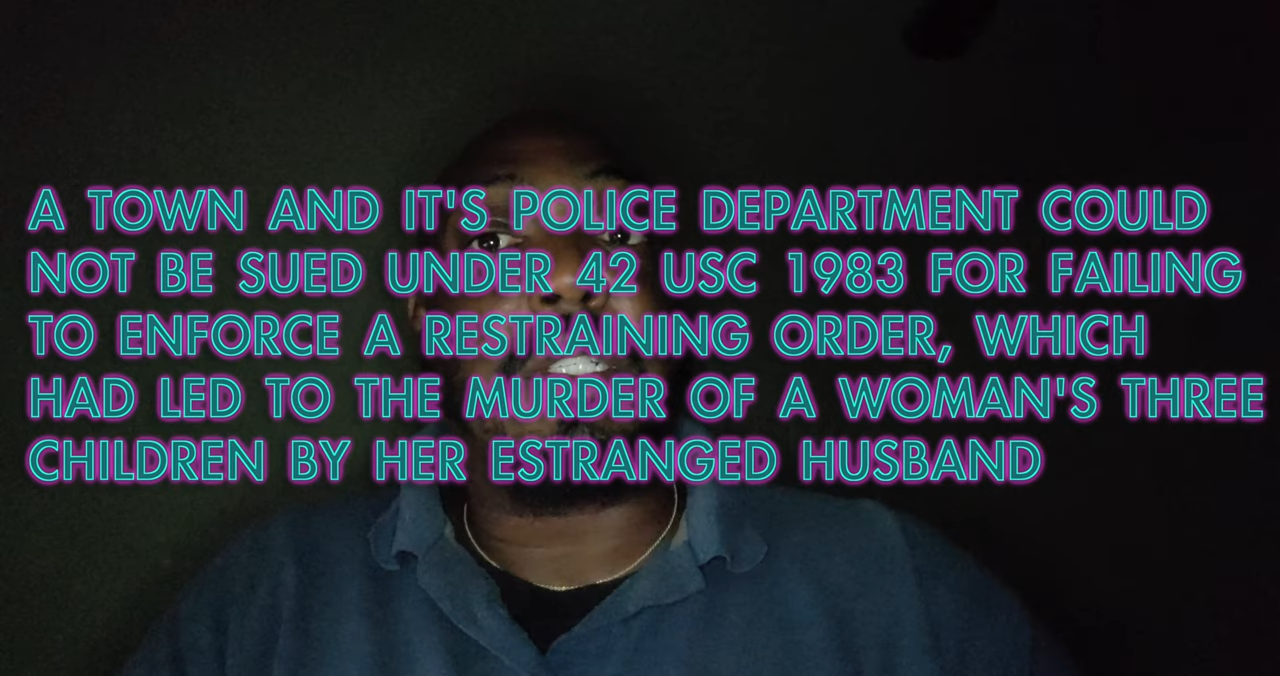 A TOWN AND IT'S POLICE DEPARTMENT COULD
NOT BE SUED UNDER 42 USC 1983 FOR FAILING
TO ENFORCE A RESTRAINING ORDER, WHICH
HAD LED TO THE MURDER OF A WOMAN'S THREE
CHILDREN BY HER ESTRANGED HUSBAND